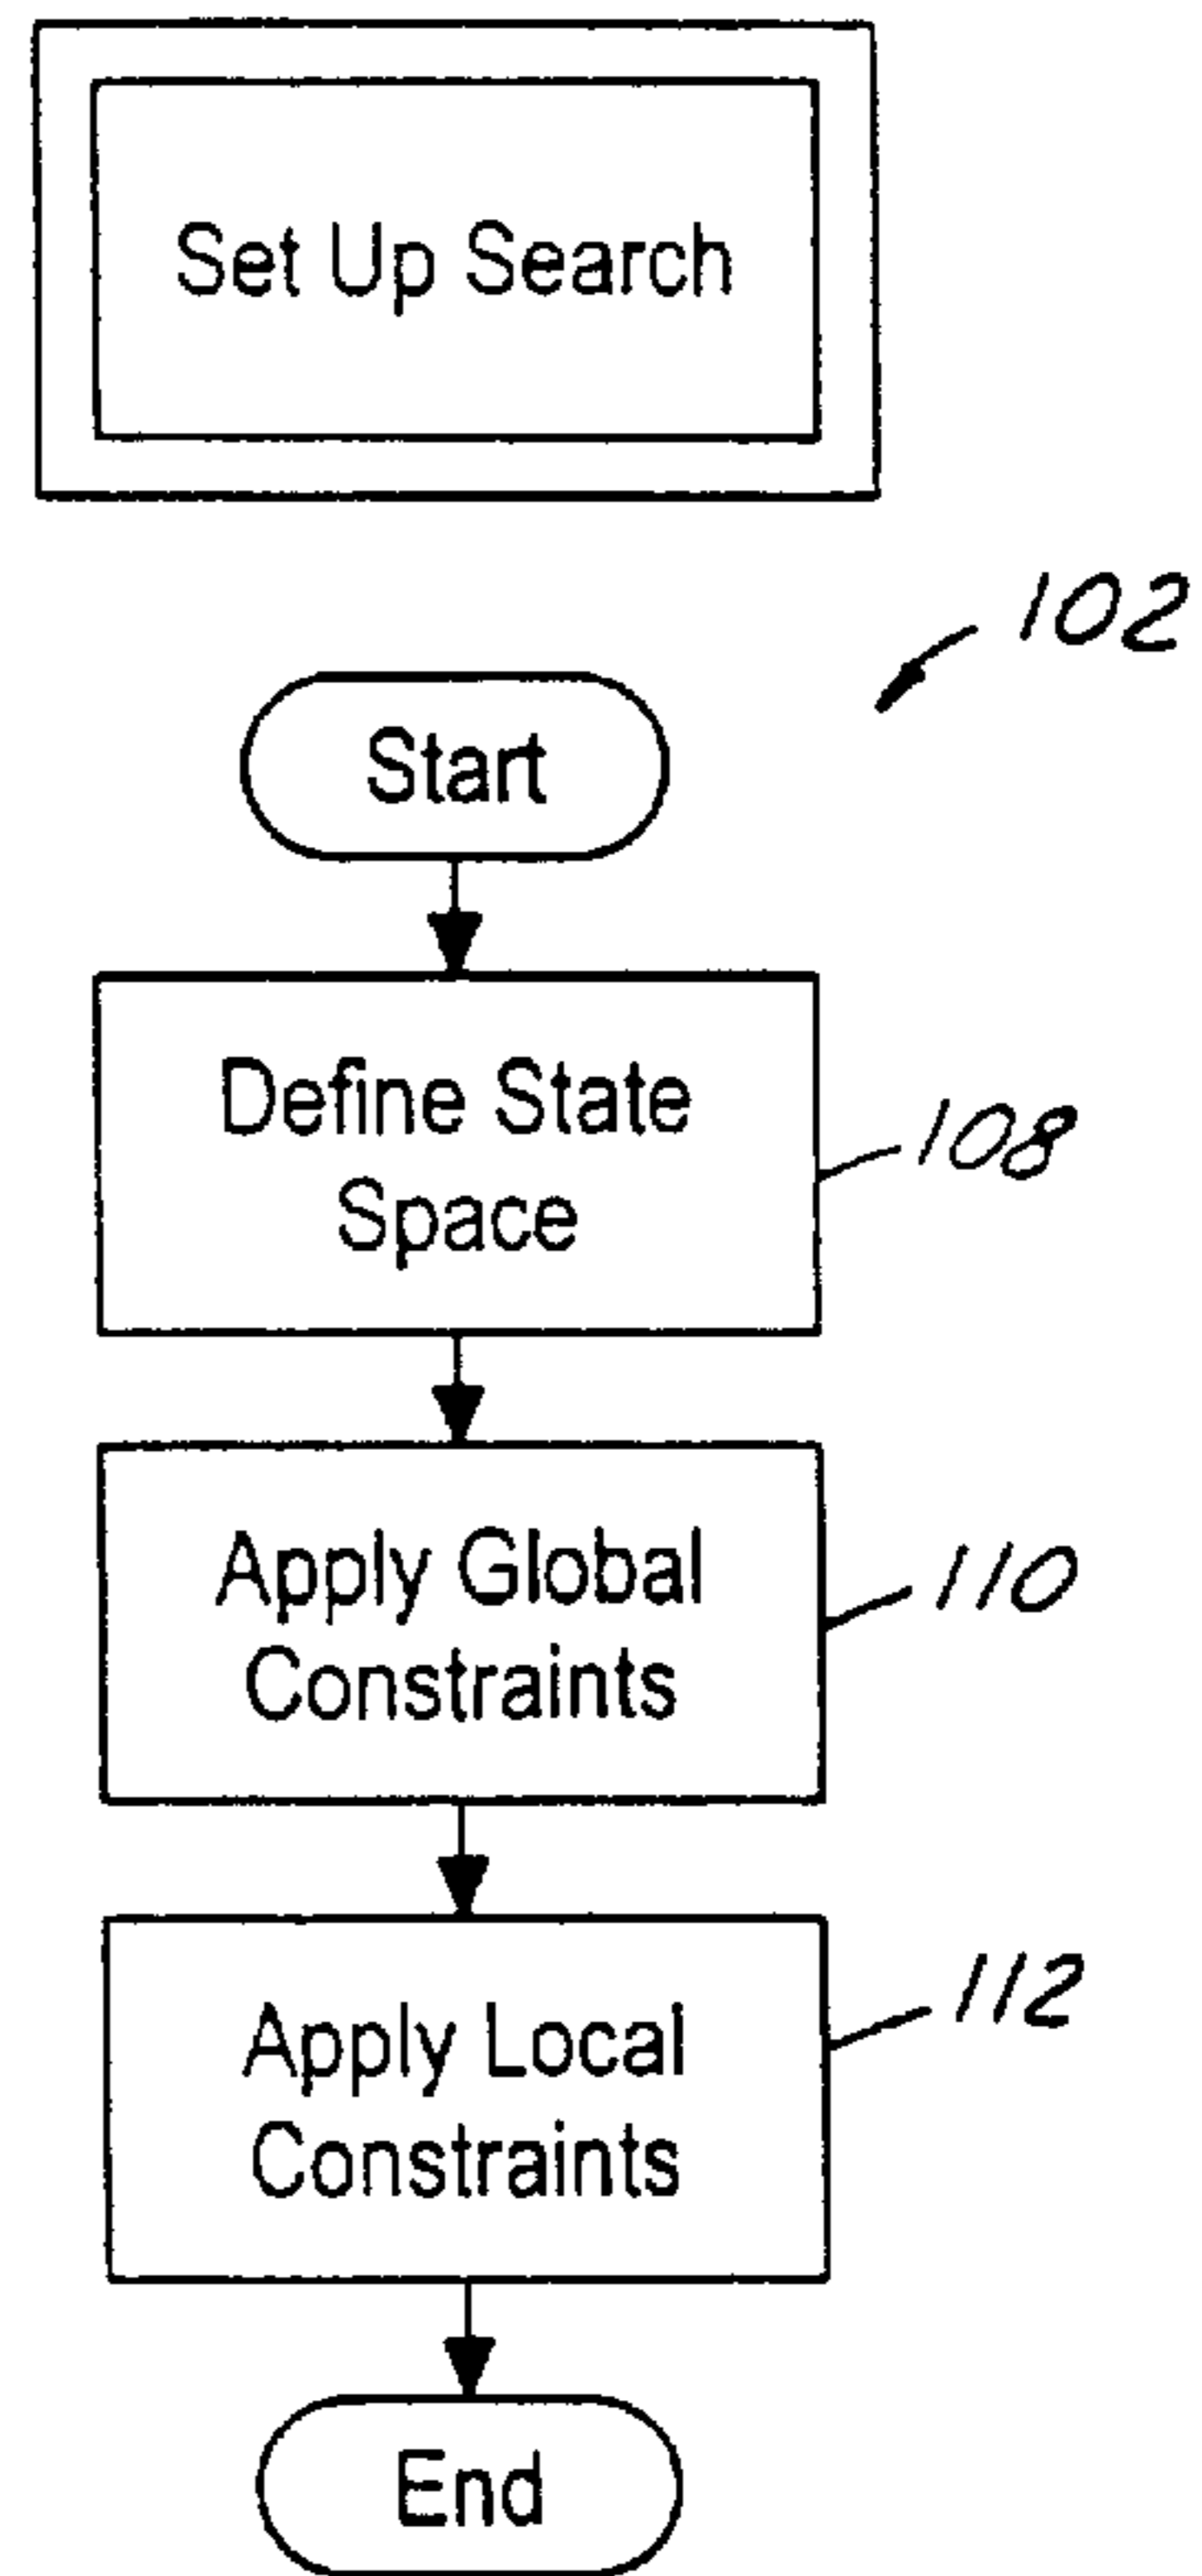 Set Up Search
102
Start
Define State
Space
108
Apply Global
Constraints
110
Apply Local
Constraints
112
End